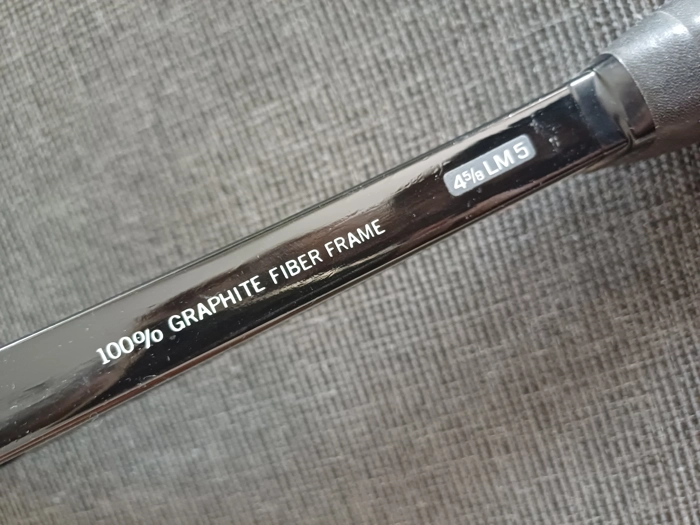 4⅝ LM 5
100% GRAPHITE FIBER FRAME